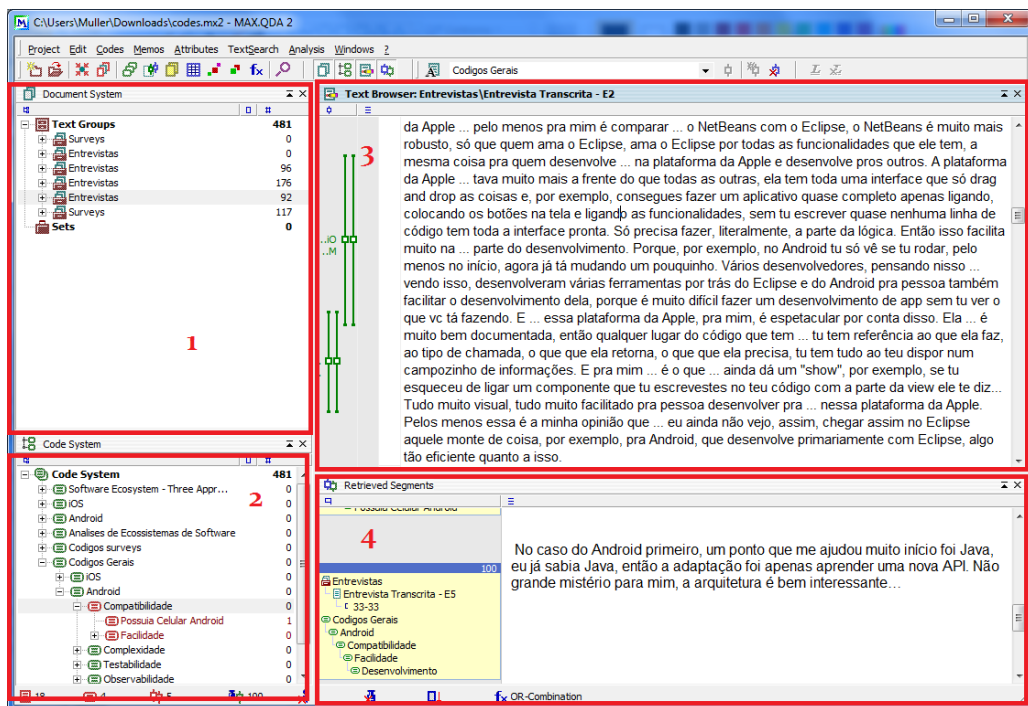 C:\Users\Muller\Downloads\codes.mx2 - MAX.QDA 2
Project Edit Codes Memos Attributes TextSearch Analysis Windows ?
Codigos Gerais
Document System
Text Groups 481
Surveys 0
Entrevistas 0
Entrevistas 96
Entrevistas 176
Entrevistas 92
Surveys 117
Sets 0
1
Text Browser: Entrevistas\Entrevista Transcrita - E2
3
..iO
..M
da Apple ... pelo menos pra mim é comparar ... o NetBeans com o Eclipse, o NetBeans é muito mais
robusto, só que quem ama o Eclipse, ama o Eclipse por todas as funcionalidades que ele tem, a
mesma coisa pra quem desenvolve ... na plataforma da Apple e desenvolve pros outros. A plataforma
da Apple ... tava muito mais a frente do que todas as outras, ela tem toda uma interface que só drag
and drop as coisas e, por exemplo, consegues fazer um aplicativo quase completo apenas ligando,
colocando os botões na tela e ligando as funcionalidades, sem tu escrever quase nenhuma linha de
código tem toda a interface pronta. Só precisa fazer, literalmente, a parte da lógica. Então isso facilita
muito na ... parte do desenvolvimento. Porque, por exemplo, no Android tu só vê se tu rodar, pelo
menos no início, agora já tá mudando um pouquinho. Vários desenvolvedores, pensando nisso ...
vendo isso, desenvolveram várias ferramentas por trás do Eclipse e do Android pra pessoa também
facilitar o desenvolvimento dela, porque é muito difícil fazer um desenvolvimento de app sem tu ver o
que vc tá fazendo. E ... essa plataforma da Apple, pra mim, é espetacular por conta disso. Ela ... é
muito bem documentada, então qualquer lugar do código que tem ... tu tem referência ao que ela faz,
ao tipo de chamada, o que que ela retorna, o que que ela precisa, tu tem tudo ao teu dispor num
campozinho de informações. E pra mim ... é o que ... ainda dá um "show", por exemplo, se tu
esqueceu de ligar um componente que tu escrevestes no teu código com a parte da view ele te diz...
Tudo muito visual, tudo muito facilitado pra pessoa desenvolver pra ... nessa plataforma da Apple.
Pelo menos essa é a minha opinião que ... eu ainda não vejo, assim, chegar assim no Eclipse
aquele monte de coisa, por exemplo, pra Android, que desenvolve primariamente com Eclipse, algo
tão eficiente quanto a isso.
Code System
Code System 481
Software Ecosystem - Three Appr... 0
iOS 0
Android 0
Analises de Ecossistemas de Software 0
Codigos surveys 0
Codigos Gerais 0
iOS 0
Android 0
Compatibilidade 0
Possuia Celular Android 1
Facilidade 0
Complexidade 0
Testabilidade 0
Observabilidade 0
2
Retrieved Segments
Possuia Celular Android
4
100
Entrevistas
Entrevista Transcrita - E5
33-33
Codigos Gerais
Android
Compatibilidade
Facilidade
Desenvolvimento
No caso do Android primeiro, um ponto que me ajudou muito início foi Java,
eu já sabia Java, então a adaptação foi apenas aprender uma nova API. Não
grande mistério para mim, a arquitetura é bem interessante…
18 4 5 100 OR-Combination